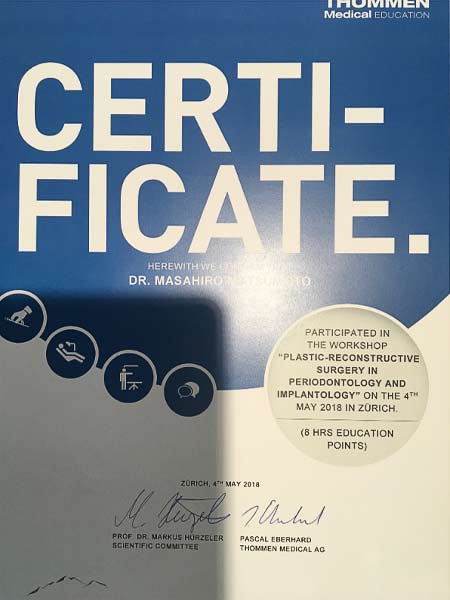 THOMMEN
Medical EDUCATION
CERTI-
FICATE.
HEREWITH WE
DR. MASAHIRO
PARTICIPATED IN
THE WORKSHOP
“PLASTIC-RECONSTRUCTIVE
SURGERY IN
PERIODONTOLOGY AND
IMPLANTOLOGY” ON THE 4TH
MAY 2018 IN ZÜRICH.
(8 HRS EDUCATION
POINTS)
ZÜRICH, 4TH MAY 2018
PROF. DR. MARKUS HÜRZELER
SCIENTIFIC COMMITTEE
PASCAL EBERHARD
THOMMEN MEDICAL AG